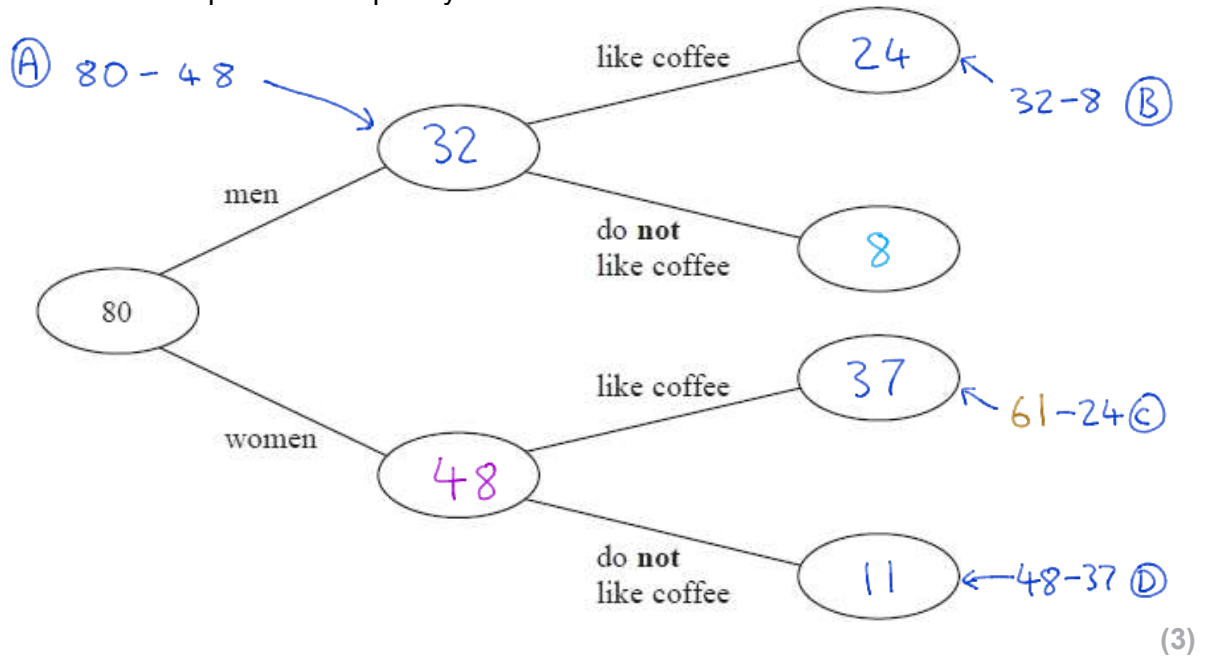 like coffee
24
Ⓐ 80 - 48
32-8 Ⓑ
32
men
do not
like coffee
8
80
like coffee
37
61-24 Ⓒ
women
48
do not
like coffee
11
48-37 Ⓓ
(3)